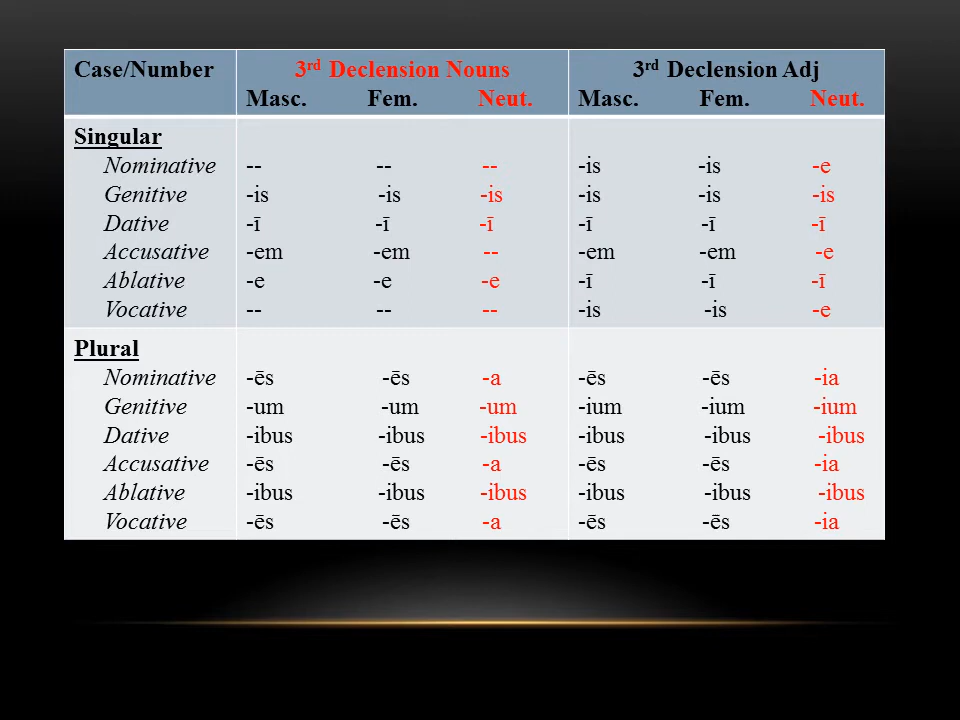 Case/Number 3rd Declension Nouns 3rd Declension Adj
Masc. Fem. Neut. Masc. Fem. Neut.
Singular
Nominative -- -- -- -is -is -e
Genitive -is -is -is -is -is -is
Dative -ī -ī -ī -ī -ī -ī
Accusative -em -em -- -em -em -e
Ablative -e -e -e -ī -ī -ī
Vocative -- -- -- -is -is -e
Plural
Nominative -ēs -ēs -a -ēs -ēs -ia
Genitive -um -um -um -ium -ium -ium
Dative -ibus -ibus -ibus -ibus -ibus -ibus
Accusative -ēs -ēs -a -ēs -ēs -ia
Ablative -ibus -ibus -ibus -ibus -ibus -ibus
Vocative -ēs -ēs -a -ēs -ēs -ia